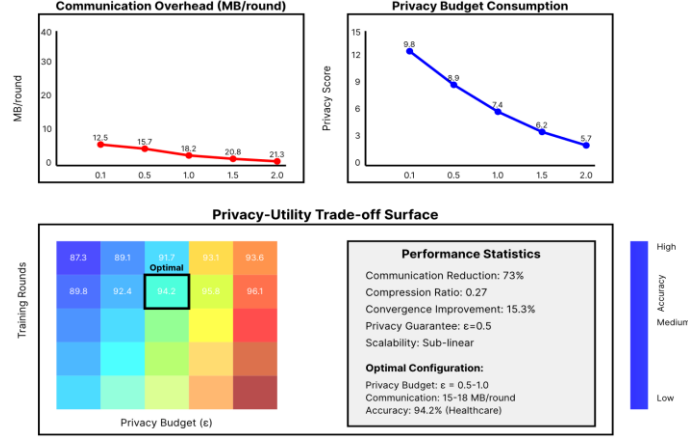 Communication Overhead (MB/round)
40
30
20
10
0
MB/round
12.5
15.7
18.2
20.8
21.3
0.1
0.5
1.0
1.5
2.0
Privacy Budget Consumption
15
12
9
6
3
0
Privacy Score
9.8
8.9
7.4
6.2
5.7
0.1
0.5
1.0
1.5
2.0
Privacy-Utility Trade-off Surface
Training Rounds
87.3 89.1 91.7 93.1 93.6
Optimal
89.8 92.4 94.2 96.1
Privacy Budget (ε)
Performance Statistics
Communication Reduction: 73%
Compression Ratio: 0.27
Convergence Improvement: 15.3%
Privacy Guarantee: ε=0.5
Scalability: Sub-linear
Optimal Configuration:
Privacy Budget: ε = 0.5-1.0
Communication: 15-18 MB/round
Accuracy: 94.2% (Healthcare)
High
Medium
Low
Accuracy